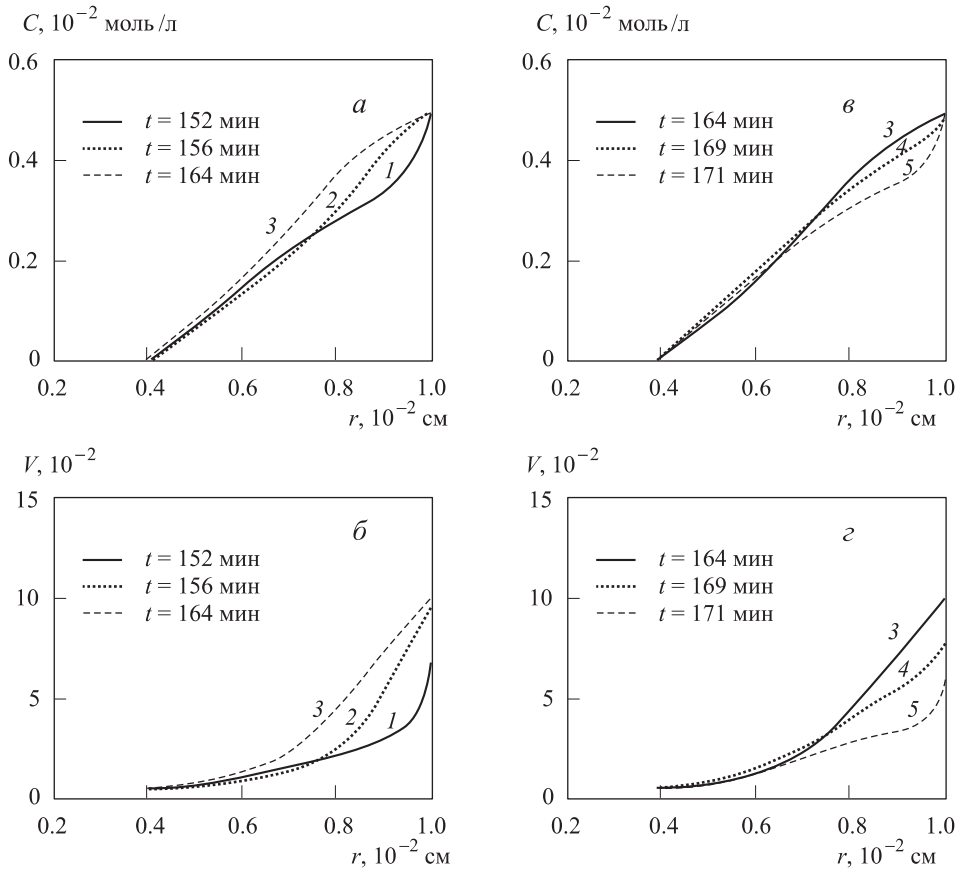 C, 10⁻² моль/л
0.6
0.4
0.2
0
а
t = 152 мин
t = 156 мин
t = 164 мин
1
2
3
0.2 0.4 0.6 0.8 1.0
r, 10⁻² см
C, 10⁻² моль/л
0.6
0.4
0.2
0
в
t = 164 мин
t = 169 мин
t = 171 мин
3
4
5
0.2 0.4 0.6 0.8 1.0
r, 10⁻² см
V, 10⁻²
15
10
5
0
б
t = 152 мин
t = 156 мин
t = 164 мин
3
2
1
0.2 0.4 0.6 0.8 1.0
r, 10⁻² см
V, 10⁻²
15
10
5
0
г
t = 164 мин
t = 169 мин
t = 171 мин
3
4
5
0.2 0.4 0.6 0.8 1.0
r, 10⁻² см